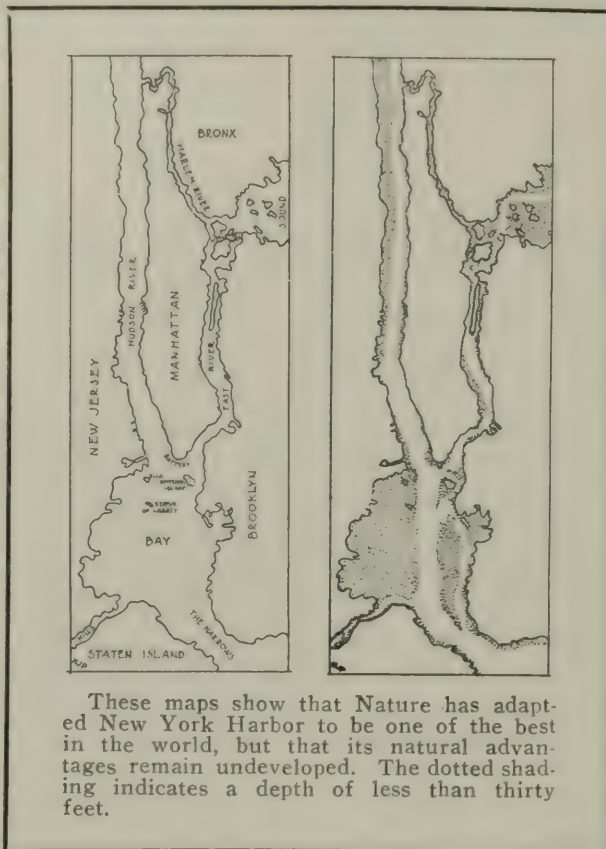 BRONX
HARLEM RIVER
SOUND
HUDSON RIVER
MANHATTAN
EAST RIVER
NEW JERSEY
BATTERY
ISLAND
STATUE OF LIBERTY
BROOKLYN
BAY
THE NARROWS
STATEN ISLAND
These maps show that Nature has adapt-
ed New York Harbor to be one of the best
in the world, but that its natural advan-
tages remain undeveloped. The dotted shad-
ing indicates a depth of less than thirty
feet.